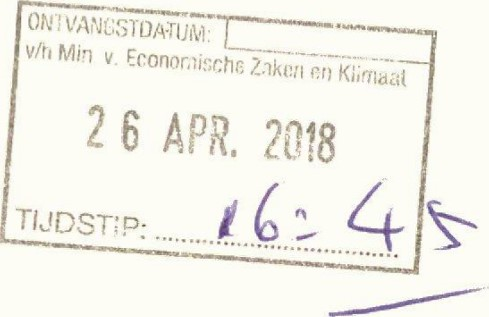 ONTVANGSTDATUM:
v/h Min v. Economische Zaken en Klimaat
26 APR. 2018
TIJDSTIP: ........ 16:45